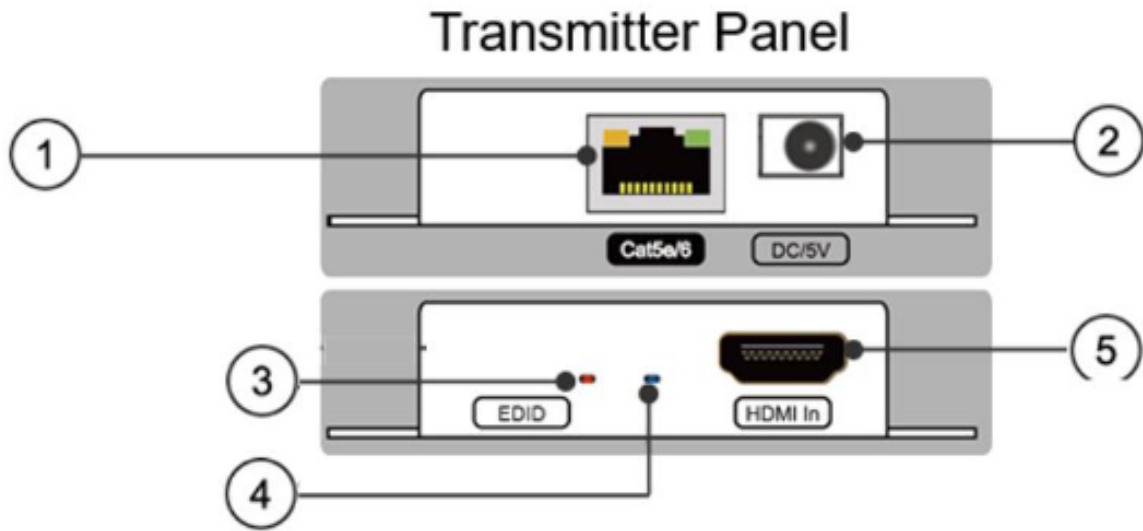 Transmitter Panel
1
2
Cat5e/6
DC/5V
3
5
EDID
HDMI In
4